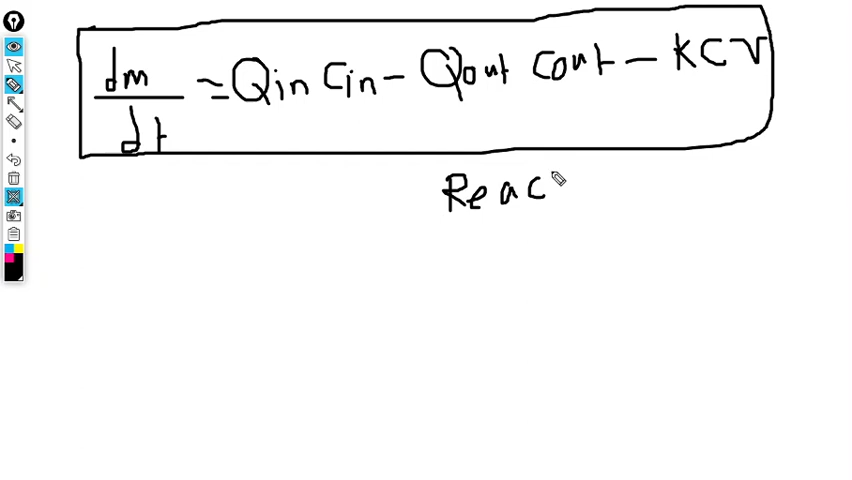 dm/dt = Qin Cin - Qout Cout - KCV
Reac